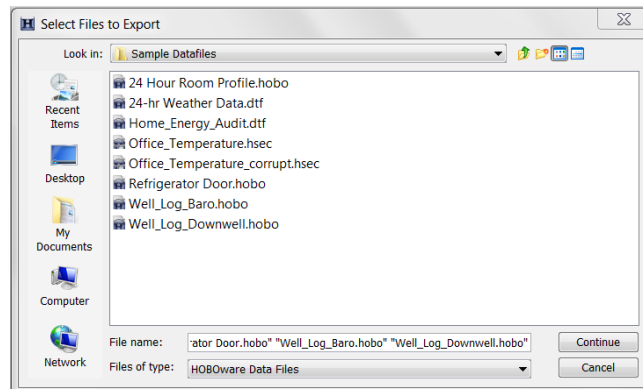 Select Files to Export
Look in: Sample Datafiles
Recent Items
Desktop
My Documents
Computer
Network
24 Hour Room Profile.hobo
24-hr Weather Data.dtf
Home_Energy_Audit.dtf
Office_Temperature.hsec
Office_Temperature_corrupt.hsec
Refrigerator Door.hobo
Well_Log_Baro.hobo
Well_Log_Downwell.hobo
File name: ator Door.hobo" "Well_Log_Baro.hobo" "Well_Log_Downwell.hobo" Continue
Files of type: HOBOware Data Files Cancel